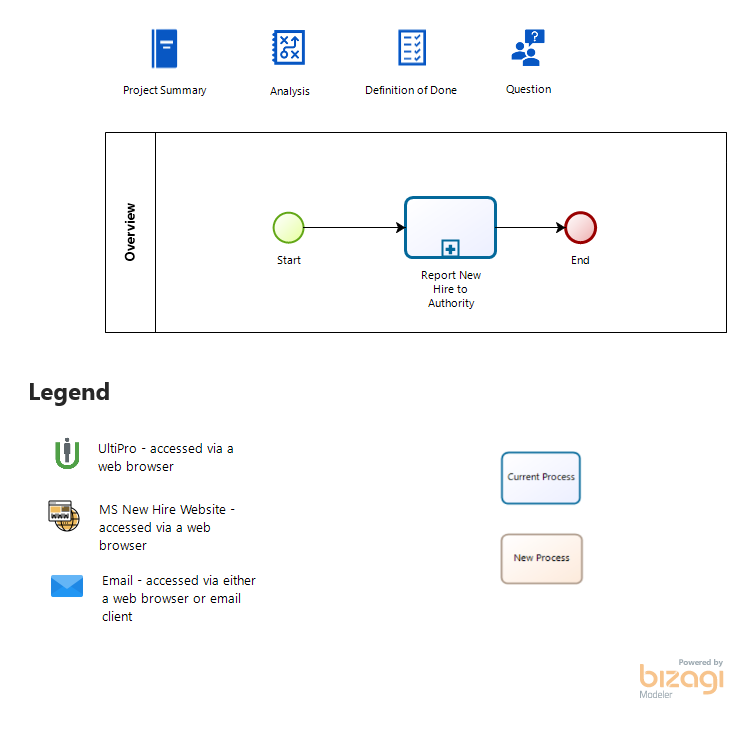 Project Summary
Analysis
Definition of Done
Question
Overview
Start
Report New
Hire to
Authority
End
Legend
UltiPro - accessed via a
web browser
MS New Hire Website -
accessed via a web
browser
Email - accessed via either
a web browser or email
client
Current Process
New Process
Powered by
bizagi
Modeler